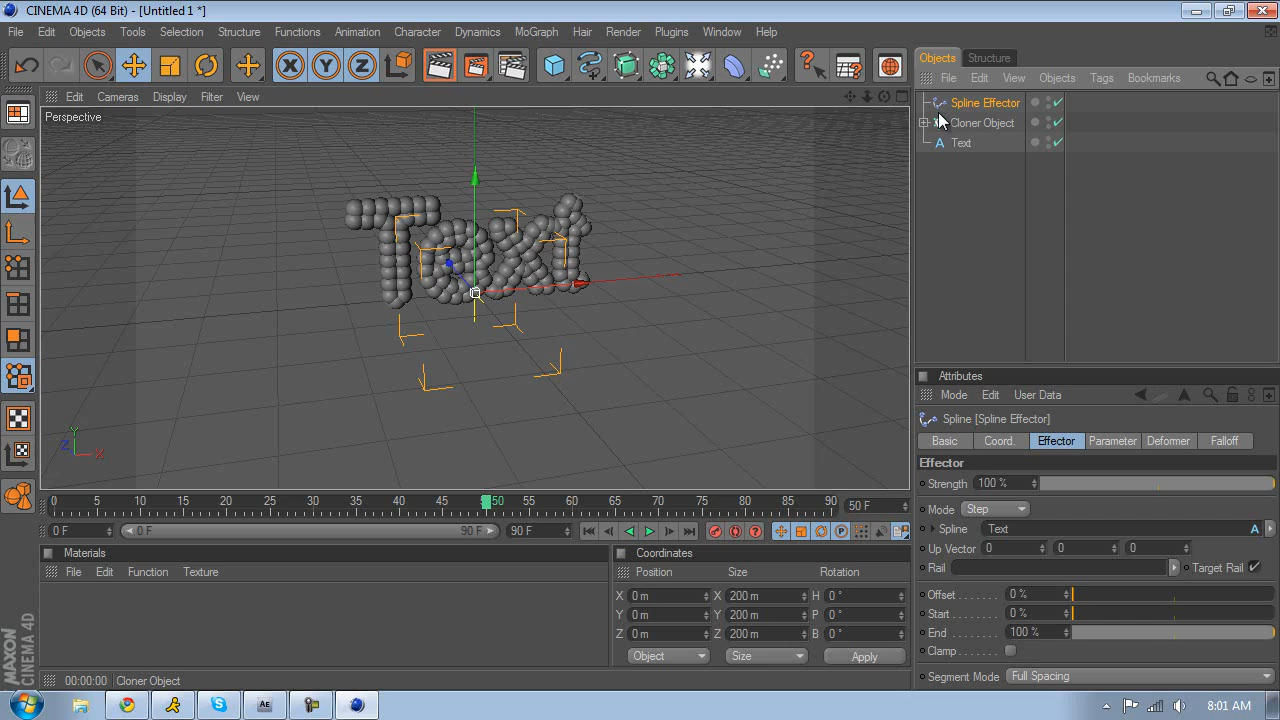 CINEMA 4D (64 Bit) - [Untitled 1 *]
File Edit Objects Tools Selection Structure Functions Animation Character Dynamics MoGraph Hair Render Plugins Window Help
X Y Z
Objects Structure
File Edit View Objects Tags Bookmarks
Edit Cameras Display Filter View
Perspective
Spline Effector
Cloner Object
A Text
Text
Y
Z X
Attributes
Mode Edit User Data
Spline [Spline Effector]
Basic Coord. Effector Parameter Deformer Falloff
Effector
Strength 100 %
Mode Step
Spline Text A
Up Vector 0 0 0
Rail Target Rail
Offset 0 %
Start 0 %
End 100 %
Clamp
Segment Mode Full Spacing
0 5 10 15 20 25 30 35 40 45 50 55 60 65 70 75 80 85 90 50 F
0 F 0 F 90 F 90 F
Materials
File Edit Function Texture
Coordinates
Position Size Rotation
X 0 m X 200 m H 0 °
Y 0 m Y 200 m P 0 °
Z 0 m Z 200 m B 0 °
Object Size Apply
MAXON
CINEMA 4D
00:00:00 Cloner Object
Ae
8:01 AM